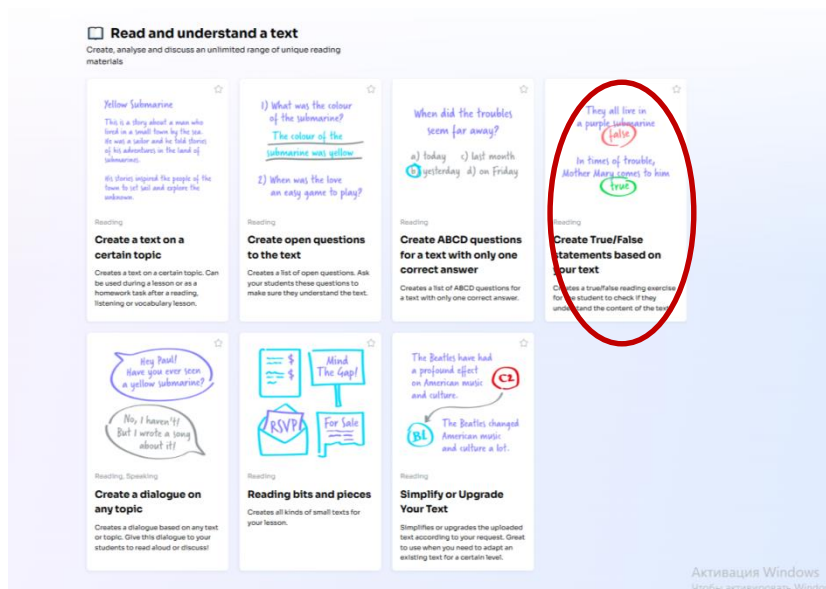 Read and understand a text
Create, analyse and discuss an unlimited range of unique reading
materials
Yellow Submarine
This is a story about a man who
lived in a small town by the sea.
He was a sailor and he told stories
of his adventures in the land of
submarines.
His stories inspired the people of the
town to set sail and explore the
unknown.
Reading
Create a text on a
certain topic
Creates a text on a certain topic. Can
be used during a lesson or as a
homework task after a reading,
listening or vocabulary lesson.
1) What was the colour
of the submarine?
The colour of the
submarine was yellow
2) When was the love
an easy game to play?
Reading
Create open questions
to the text
Creates a list of open questions. Ask
your students these questions to
make sure they understand the text.
When did the troubles
seem far away?
a) today c) last month
b) yesterday d) on Friday
Reading
Create ABCD questions
for a text with only one
correct answer
Creates a list of ABCD questions for
a text with only one correct answer.
They all live in
a purple submarine
false
In times of trouble,
Mother Mary comes to him
true
Reading
Create True/False
statements based on
your text
Creates a true/false reading exercise
for the student to check if they
understand the content of the text
Hey Paul!
Have you ever seen
a yellow submarine?
No, I haven't!
But I wrote a song
about it!
Reading, Speaking
Create a dialogue on
any topic
Creates a dialogue based on any text
or topic. Give this dialogue to your
students to read aloud or discuss!
Mind
The Gap!
RSVP
For Sale
Reading
Reading bits and pieces
Creates all kinds of small texts for
your lesson.
The Beatles have had
a profound effect
on American music
and culture.
C2
B1
The Beatles changed
American music
and culture a lot.
Reading
Simplify or Upgrade
Your Text
Simplifies or upgrades the uploaded
text according to your request. Great
to use when you need to adapt an
existing text for a certain level.
Активация Windows
Чтобы активировать Windo